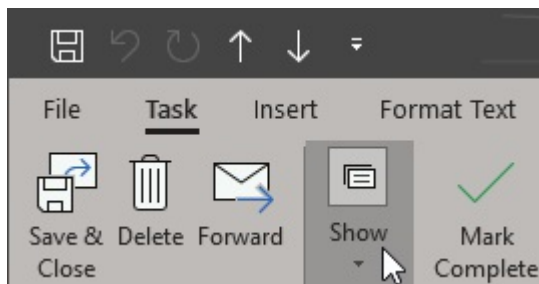 File Task Insert Format Text
Save & Delete Forward Show Mark
Close Complete